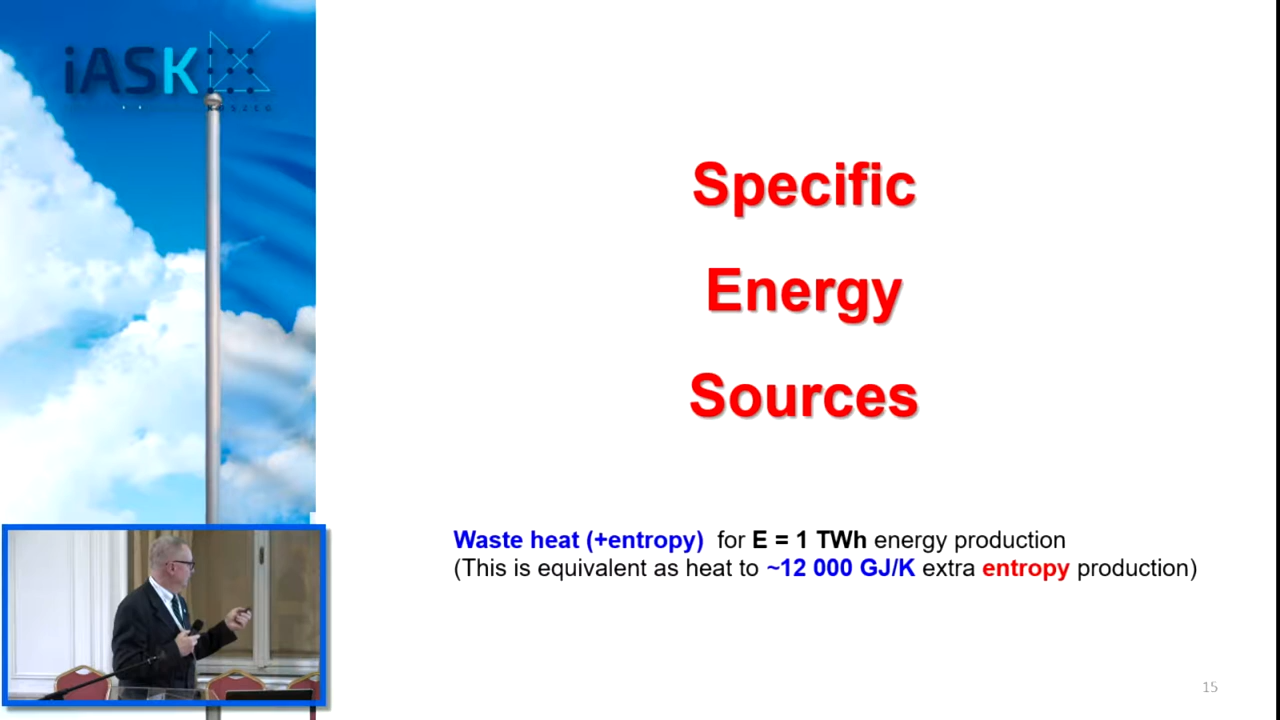 iASK
KŐSZEG
Specific
Energy
Sources
Waste heat (+entropy) for E = 1 TWh energy production
(This is equivalent as heat to ~12 000 GJ/K extra entropy production)
15